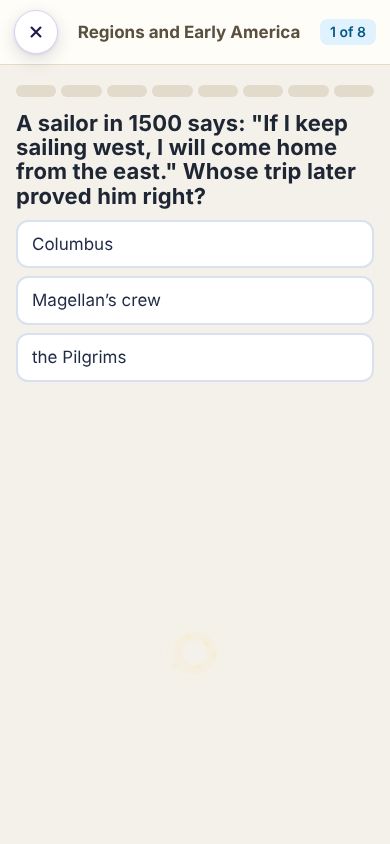 Regions and Early America
1 of 8
A sailor in 1500 says: "If I keep
sailing west, I will come home
from the east." Whose trip later
proved him right?
Columbus
Magellan’s crew
the Pilgrims